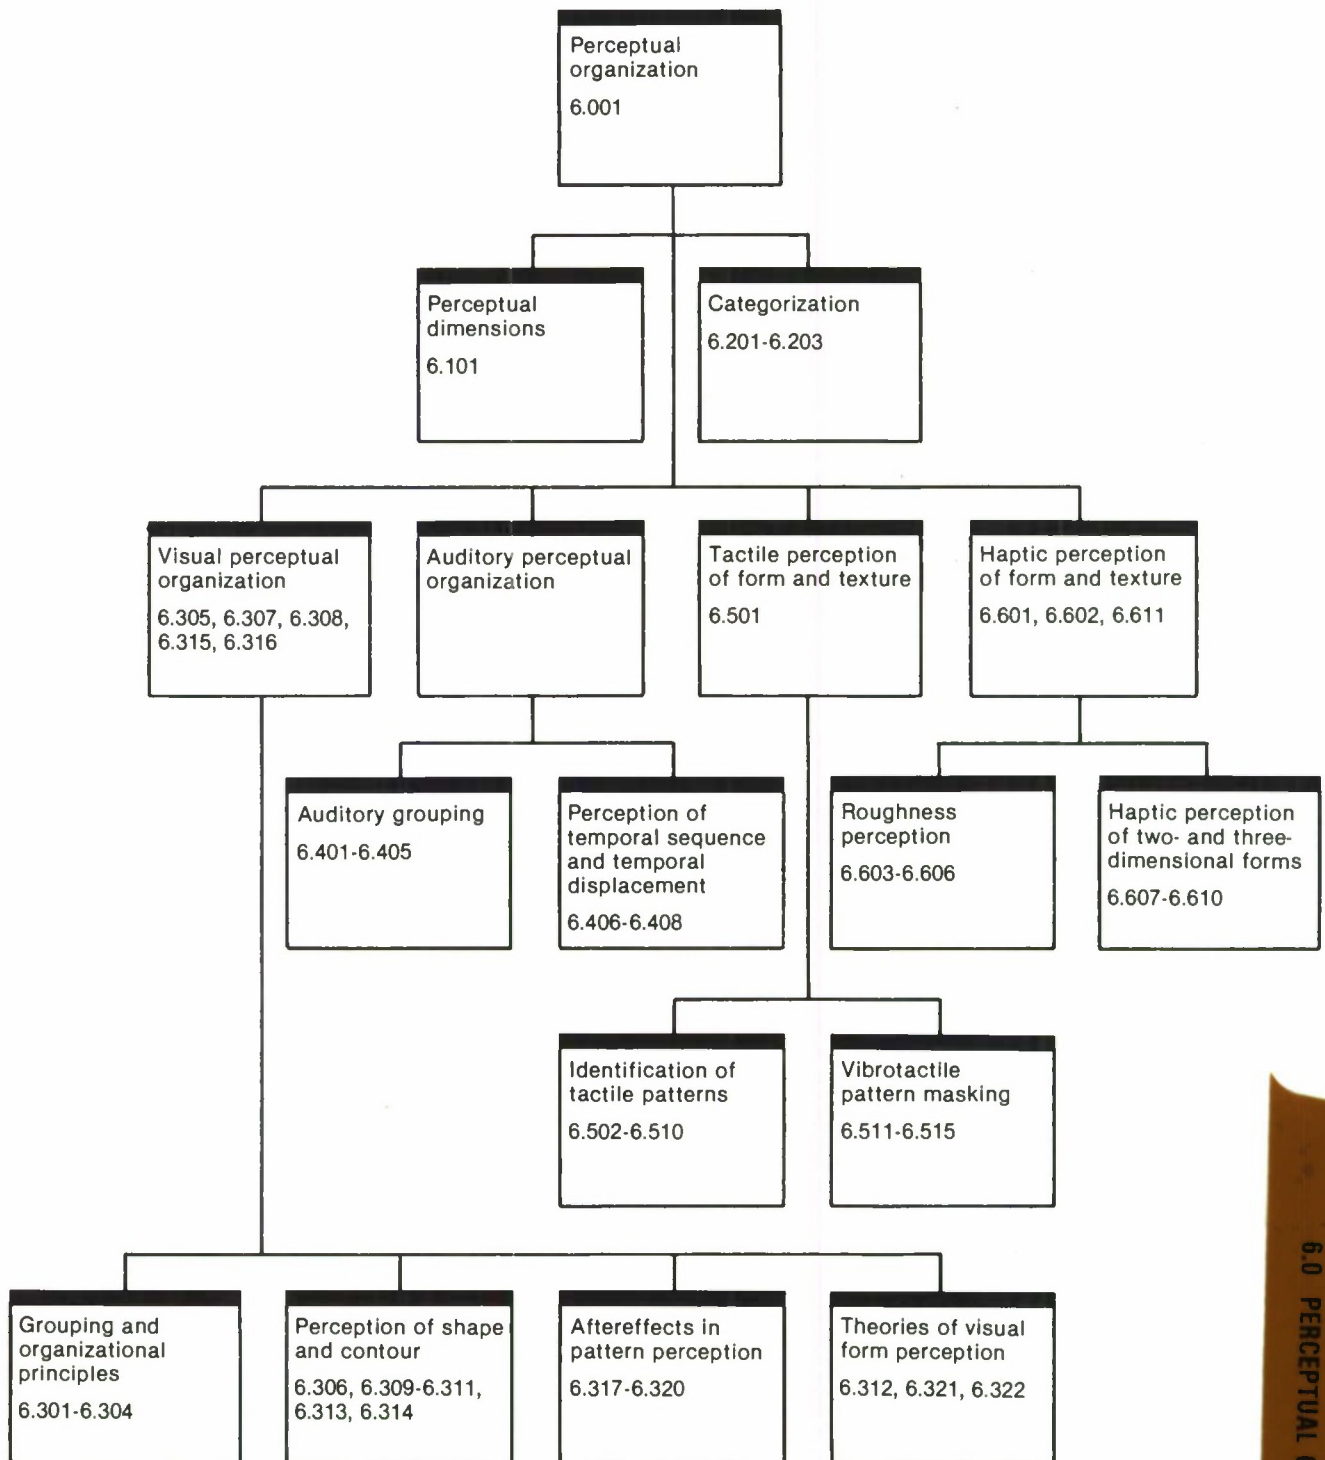 Perceptual
organization
6.001
Perceptual
dimensions
6.101
Categorization
6.201-6.203
Visual perceptual
organization
6.305, 6.307, 6.308,
6.315, 6.316
Auditory perceptual
organization
Tactile perception
of form and texture
6.501
Haptic perception
of form and texture
6.601, 6.602, 6.611
Auditory grouping
6.401-6.405
Perception of
temporal sequence
and temporal
displacement
6.406-6.408
Roughness
perception
6.603-6.606
Haptic perception
of two- and three-
dimensional forms
6.607-6.610
Identification of
tactile patterns
6.502-6.510
Vibrotactile
pattern masking
6.511-6.515
Grouping and
organizational
principles
6.301-6.304
Perception of shape
and contour
6.306, 6.309-6.311,
6.313, 6.314
Aftereffects in
pattern perception
6.317-6.320
Theories of visual
form perception
6.312, 6.321, 6.322
6.0 PERCEPTUAL